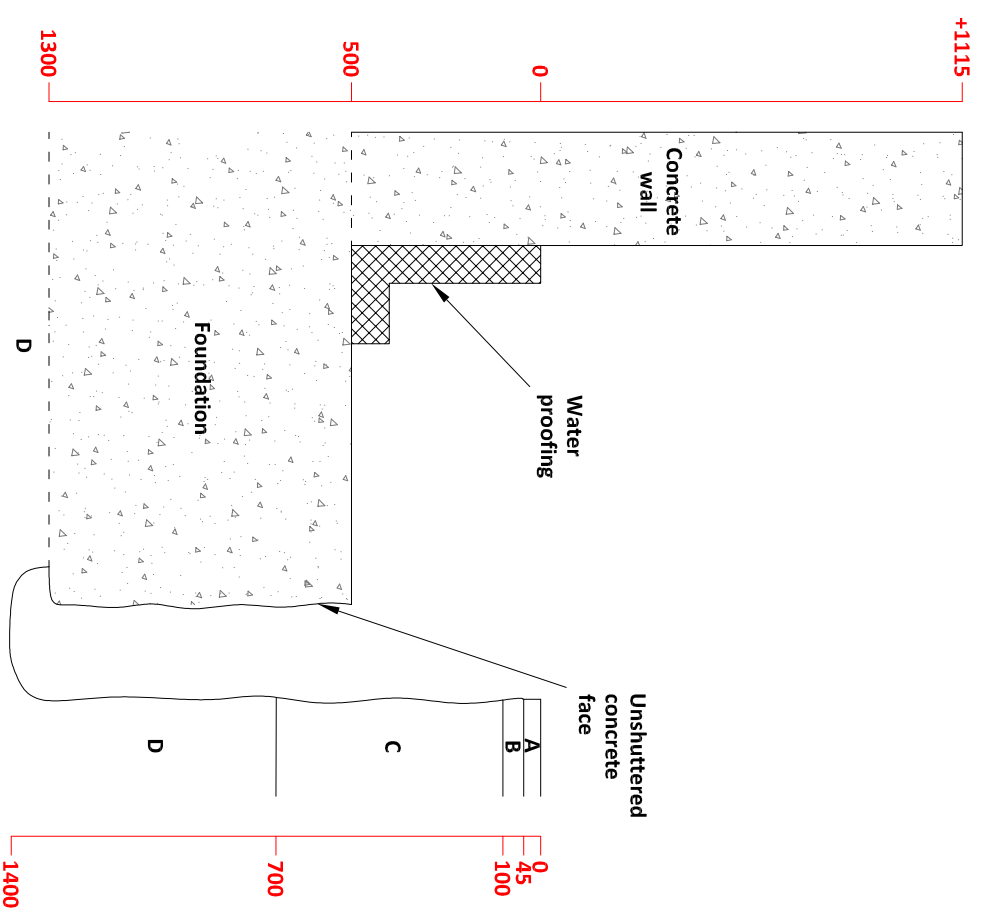 +1115
0
500
1300
Concrete
wall
Water
proofing
Foundation
Unshuttered
concrete
face
A
B
C
D
D
0
45
100
700
1400